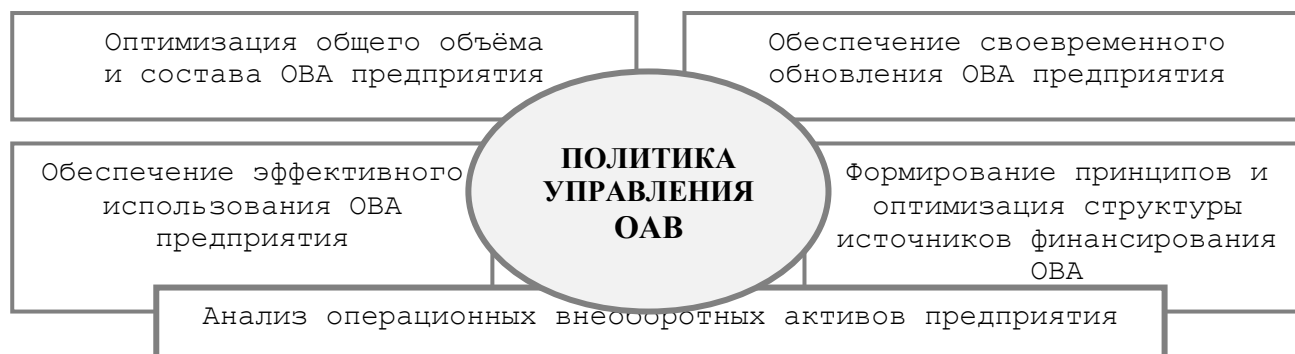 Оптимизация общего объёма
и состава ОВА предприятия
Обеспечение своевременного
обновления ОВА предприятия
Обеспечение эффективного
использования ОВА
предприятия
ПОЛИТИКА
УПРАВЛЕНИЯ
ОАВ
Формирование принципов и
оптимизация структуры
источников финансирования
ОВА
Анализ операционных внеоборотных активов предприятия